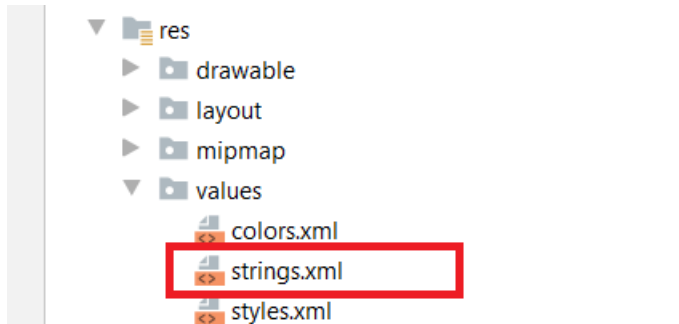 res
drawable
layout
mipmap
values
colors.xml
strings.xml
styles.xml